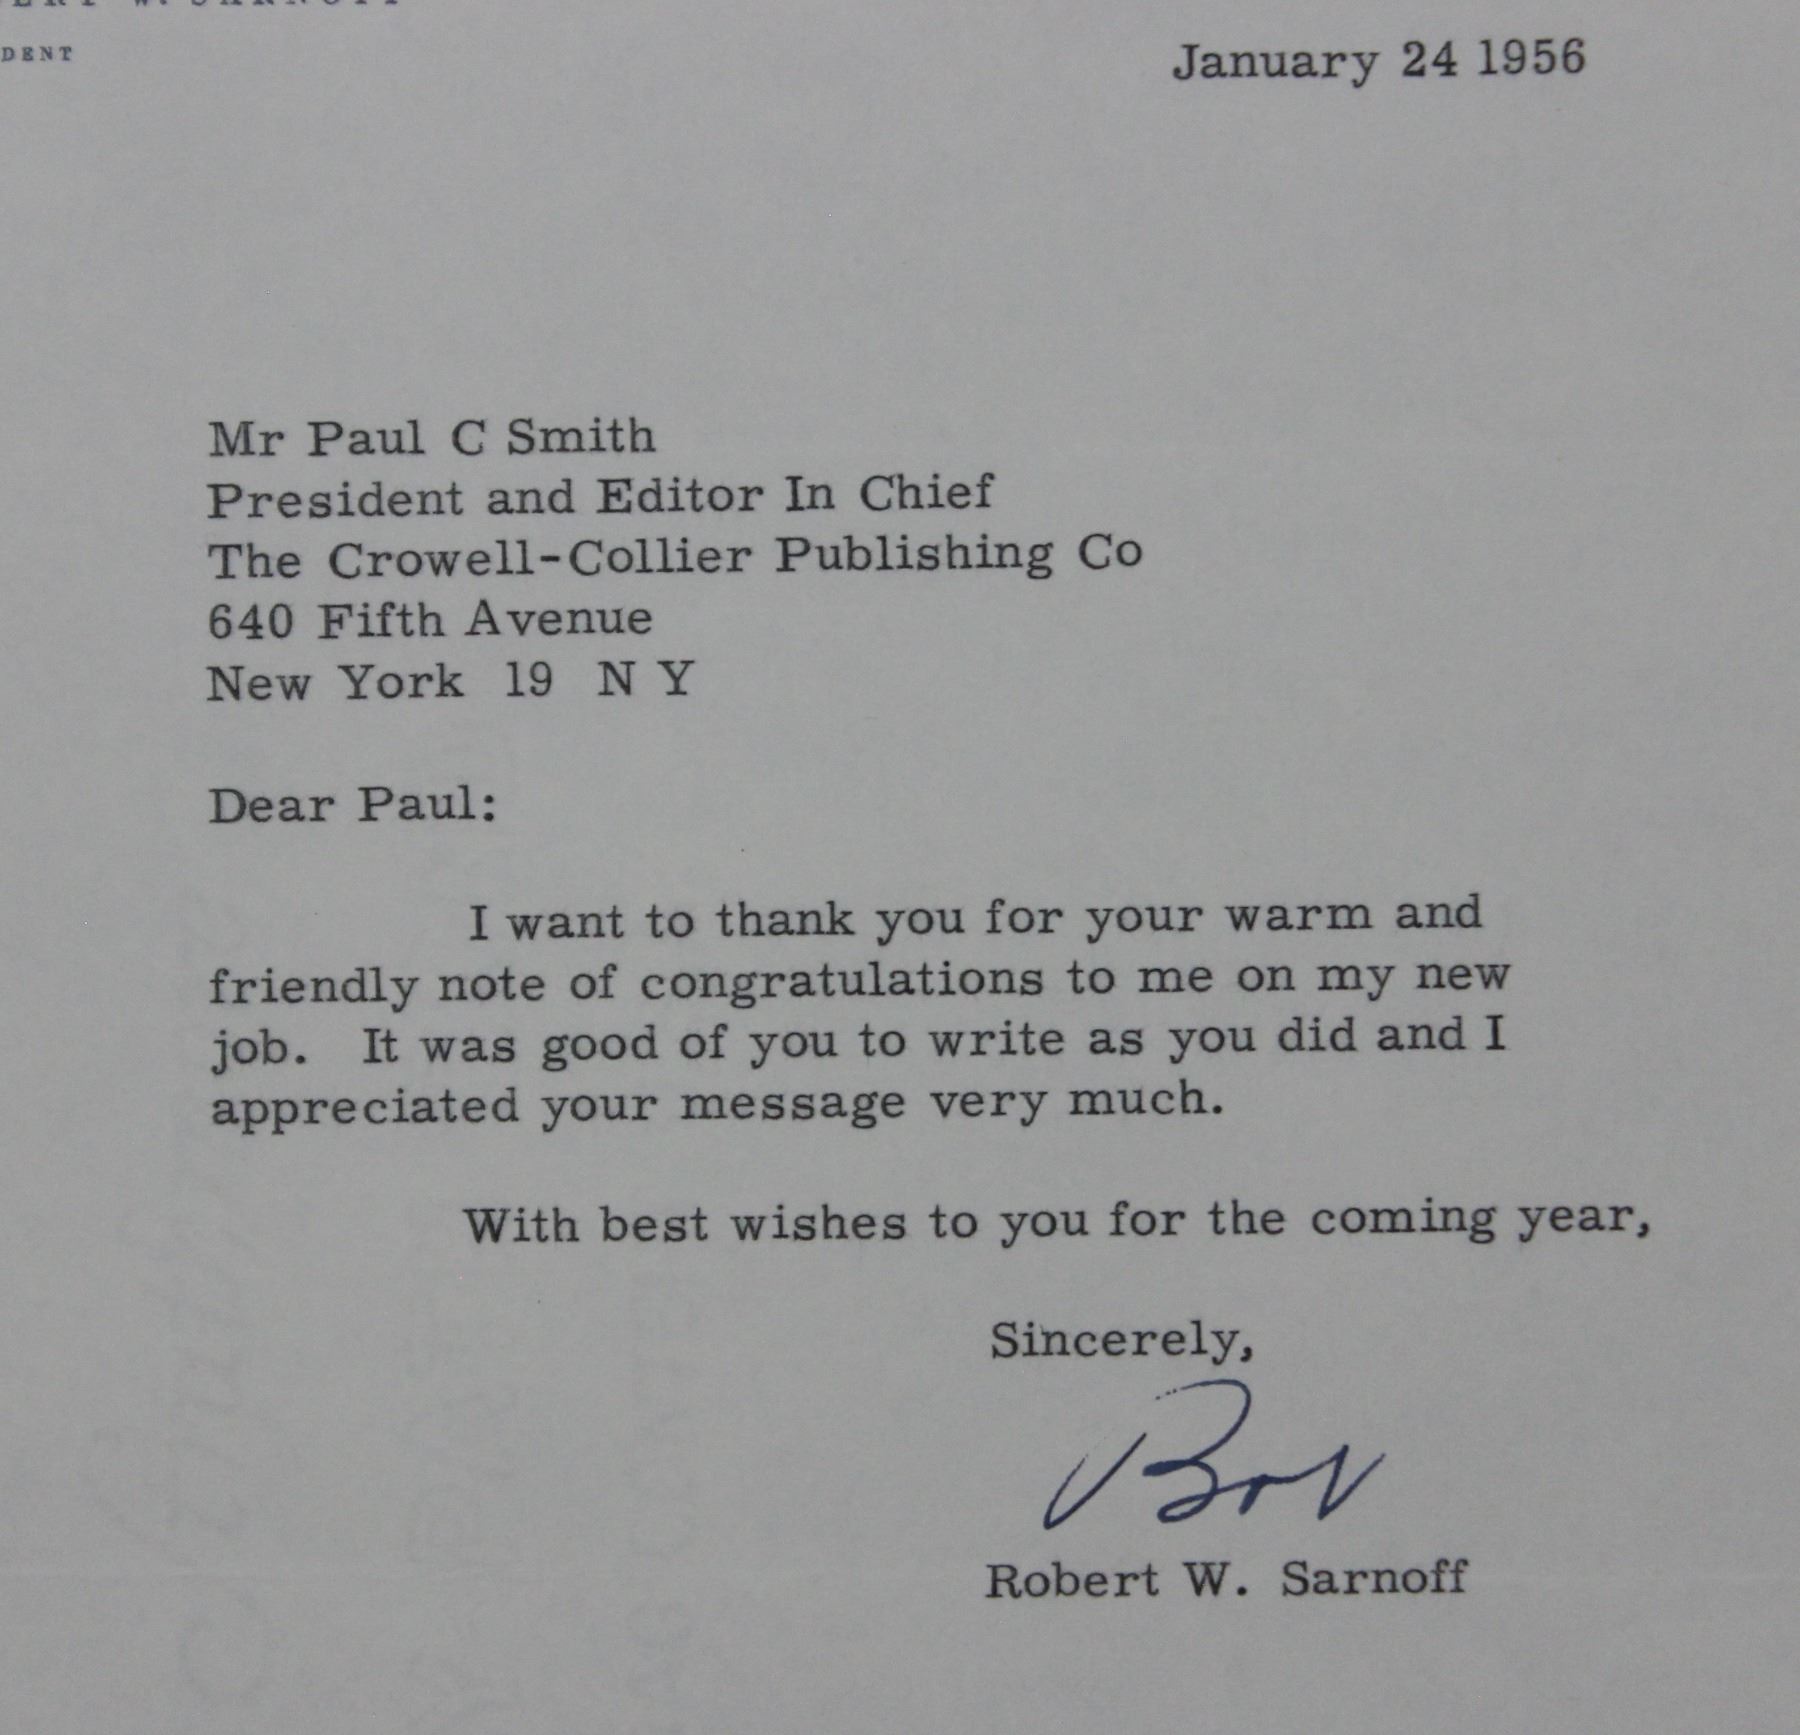 W. SARNOFF
DENT
January 24 1956
Mr Paul C Smith
President and Editor In Chief
The Crowell-Collier Publishing Co
640 Fifth Avenue
New York 19 N Y
Dear Paul:
I want to thank you for your warm and
friendly note of congratulations to me on my new
job. It was good of you to write as you did and I
appreciated your message very much.
With best wishes to you for the coming year,
Sincerely,
Bob
Robert W. Sarnoff